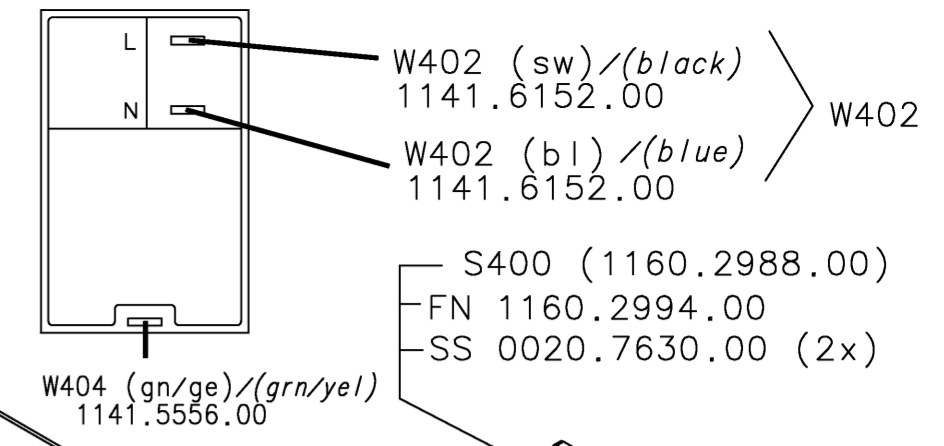 L
N
W402 (sw)/(black)
1141.6152.00
W402 (bl)/(blue)
1141.6152.00
W402
S400 (1160.2988.00)
FN 1160.2994.00
SS 0020.7630.00 (2x)
W404 (gn/ge)/(grn/yel)
1141.5556.00